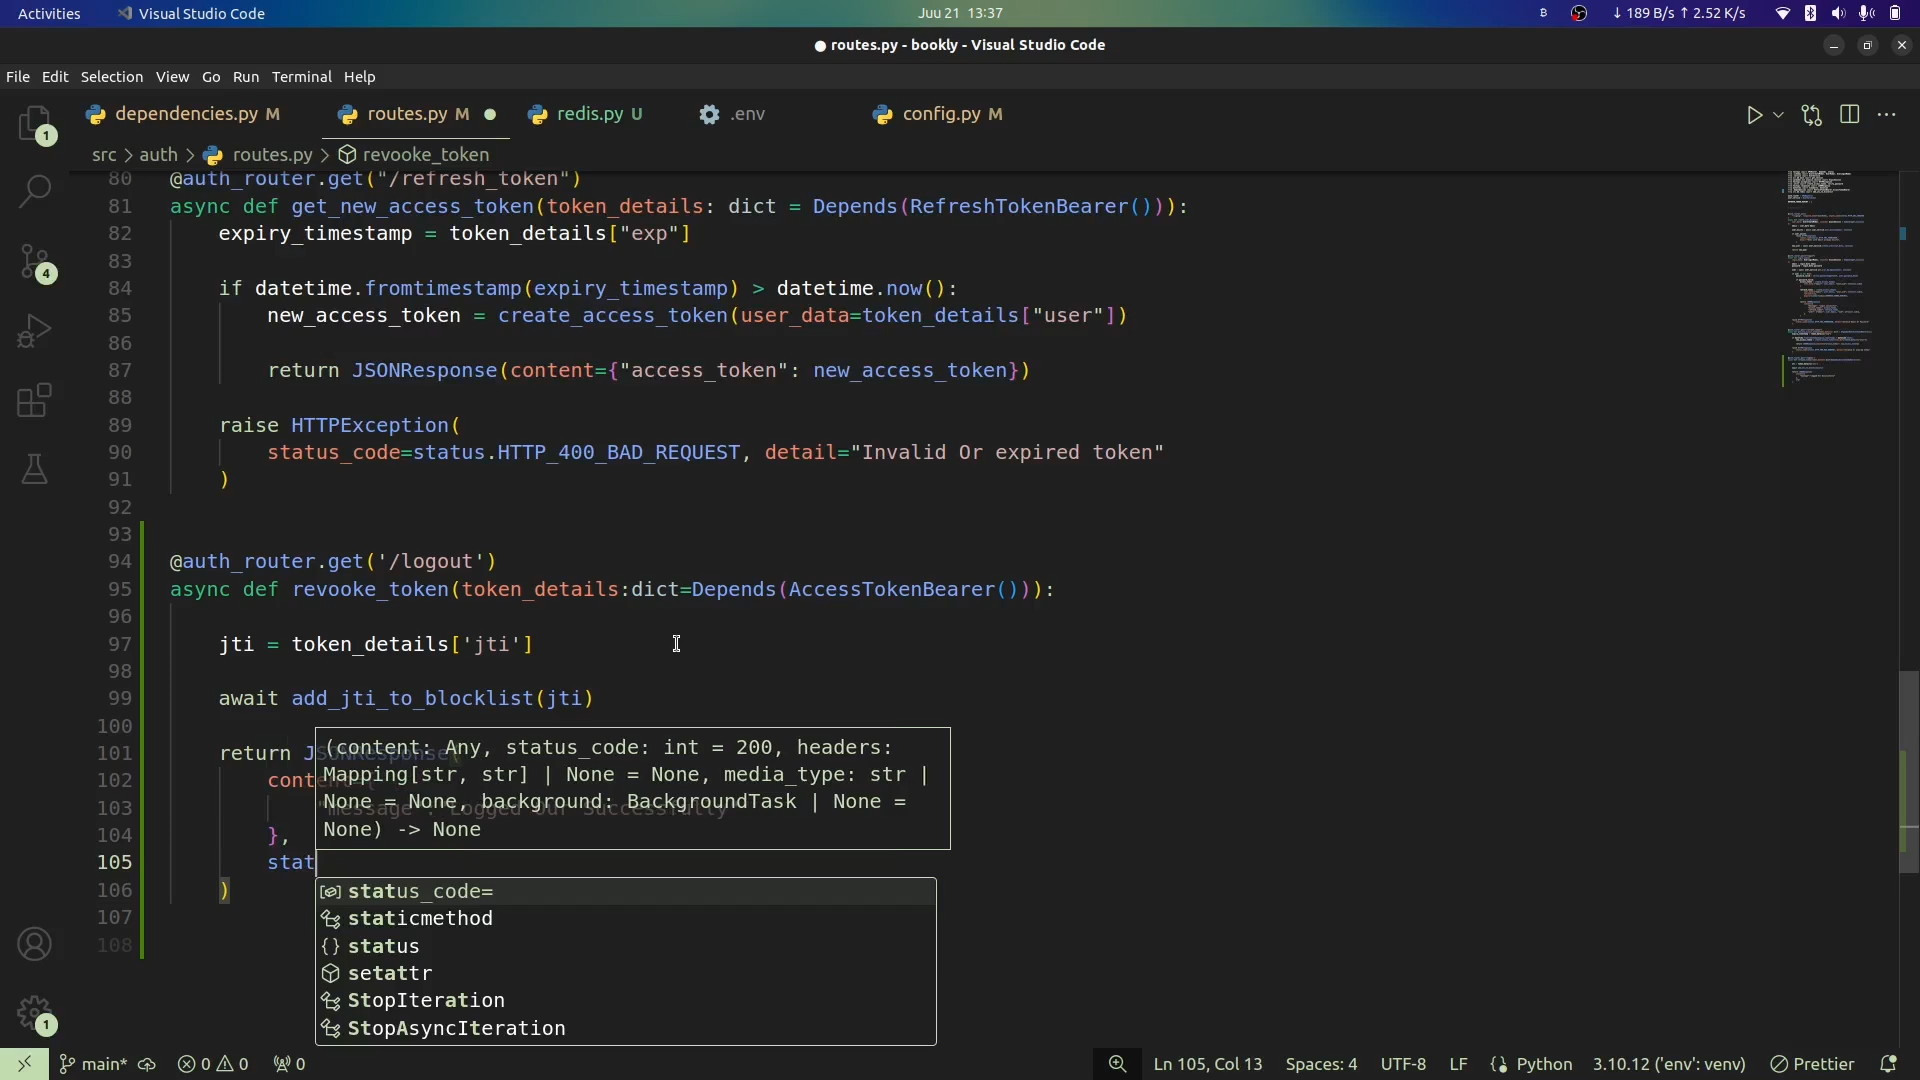 Activities Visual Studio Code Juu 21 13:37 ↓ 189 B/s ↑ 2.52 K/s
● routes.py - bookly - Visual Studio Code
File Edit Selection View Go Run Terminal Help
dependencies.py M routes.py M ● redis.py U .env config.py M
src > auth > routes.py > revooke_token
80 @auth_router.get("/refresh_token")
81 async def get_new_access_token(token_details: dict = Depends(RefreshTokenBearer())):
82 expiry_timestamp = token_details["exp"]
83
84 if datetime.fromtimestamp(expiry_timestamp) > datetime.now():
85 new_access_token = create_access_token(user_data=token_details["user"])
86
87 return JSONResponse(content={"access_token": new_access_token})
88
89 raise HTTPException(
90 status_code=status.HTTP_400_BAD_REQUEST, detail="Invalid Or expired token"
91 )
92
93
94 @auth_router.get('/logout')
95 async def revooke_token(token_details:dict=Depends(AccessTokenBearer())):
96
97 jti = token_details['jti']
98
99 await add_jti_to_blocklist(jti)
100
101 return JSONResponse(
(content: Any, status_code: int = 200, headers:
Mapping[str, str] | None = None, media_type: str |
None = None, background: BackgroundTask | None =
None) -> None
102 cont
103
104 },
105 stat
106 )
107
108
status_code=
staticmethod
status
setattr
StopIteration
StopAsyncIteration
1
4
1
main* 0 0 0 Ln 105, Col 13 Spaces: 4 UTF-8 LF Python 3.10.12 ('env': venv) Prettier